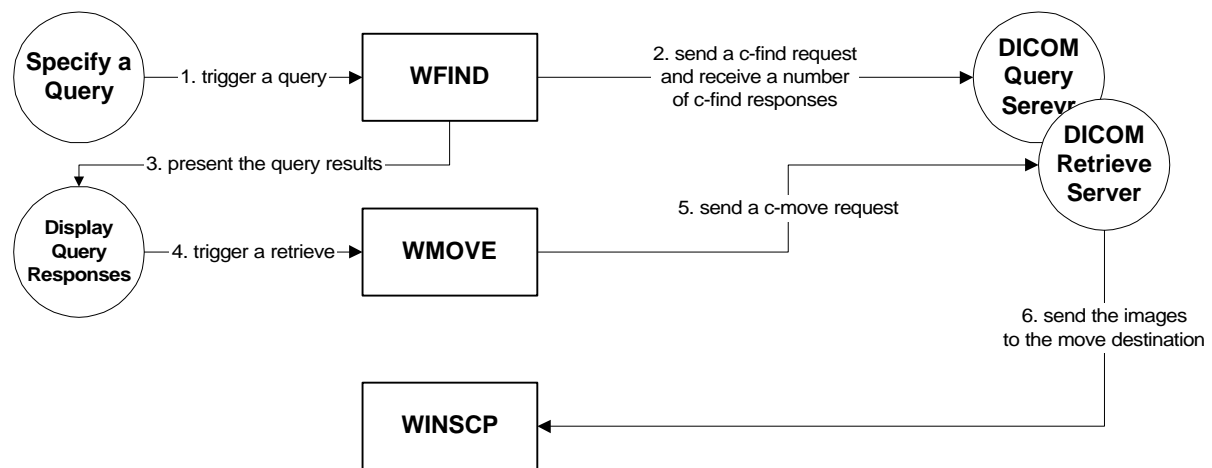 Specify a
Query
1. trigger a query
WFIND
2. send a c-find request
and receive a number
of c-find responses
DICOM
Query
Serevr
DICOM
Retrieve
Server
3. present the query results
Display
Query
Responses
4. trigger a retrieve
WMOVE
5. send a c-move request
6. send the images
to the move destination
WINSCP